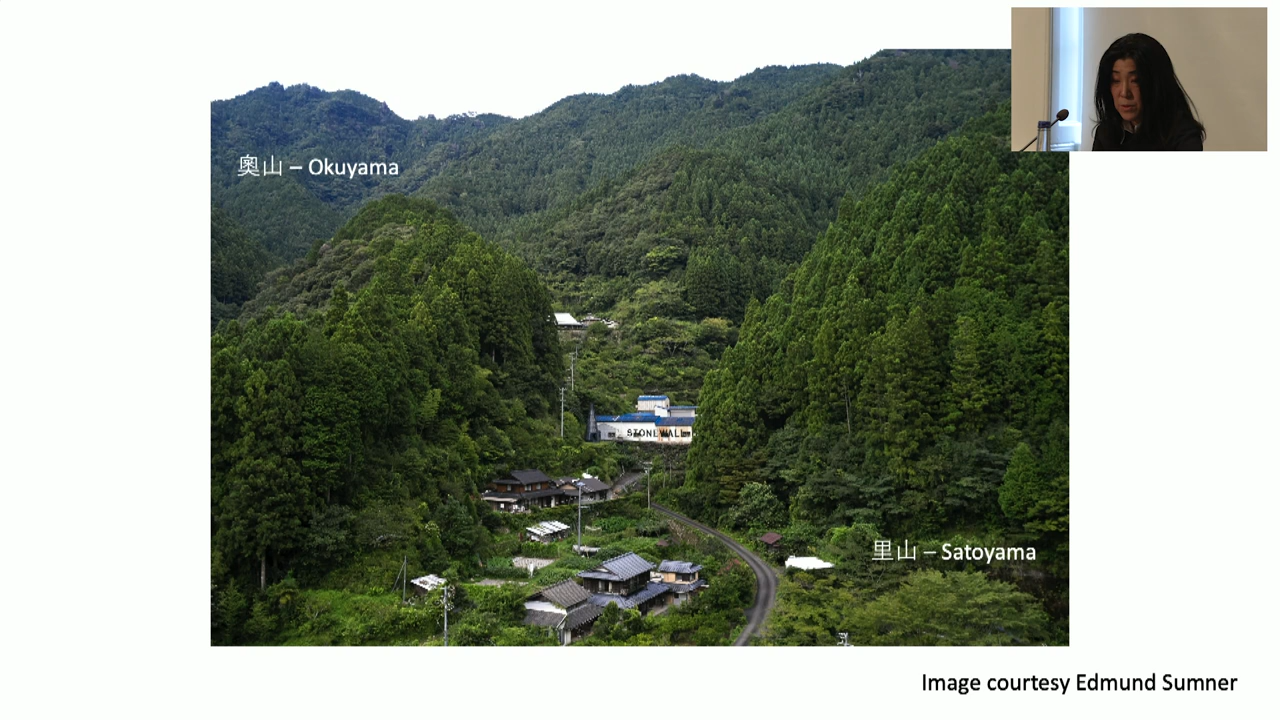 奥山 – Okuyama
STONEWALL
里山 – Satoyama
Image courtesy Edmund Sumner